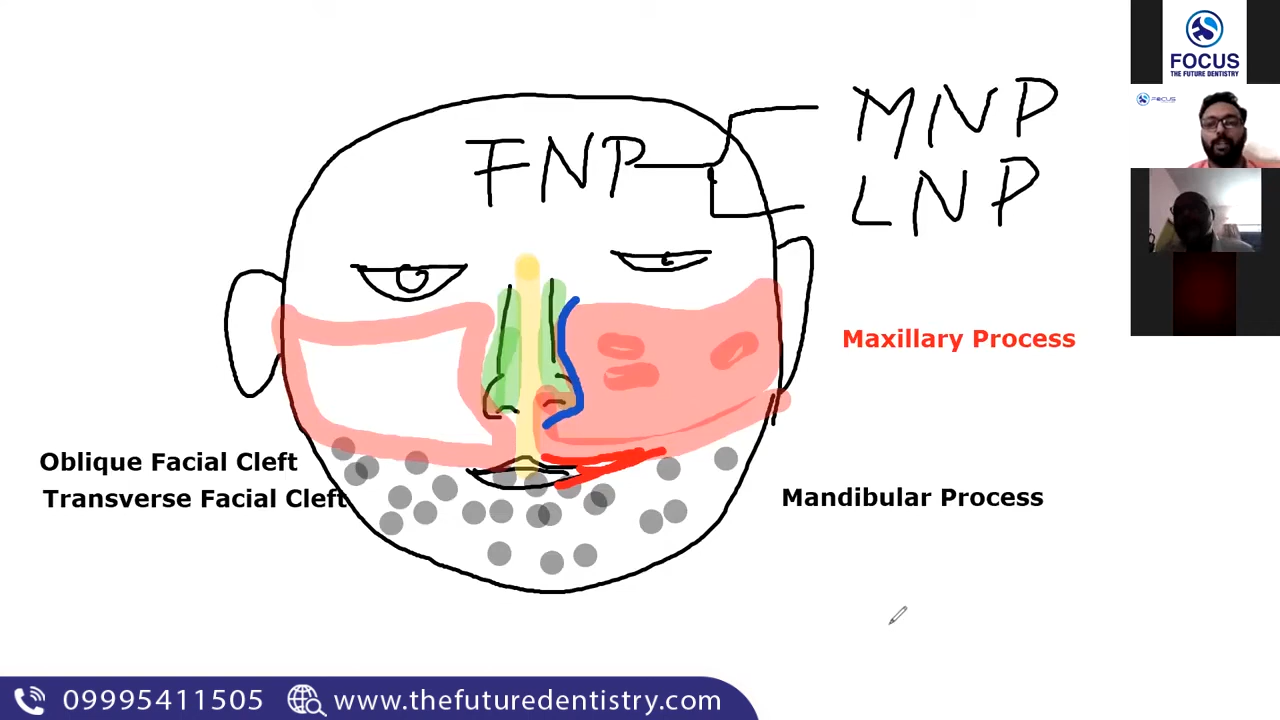 FOCUS
THE FUTURE DENTISTRY
FOCUS
MNP
FNP
LNP
Maxillary Process
Oblique Facial Cleft
Transverse Facial Cleft
Mandibular Process
09995411505 www.thefuturedentistry.com